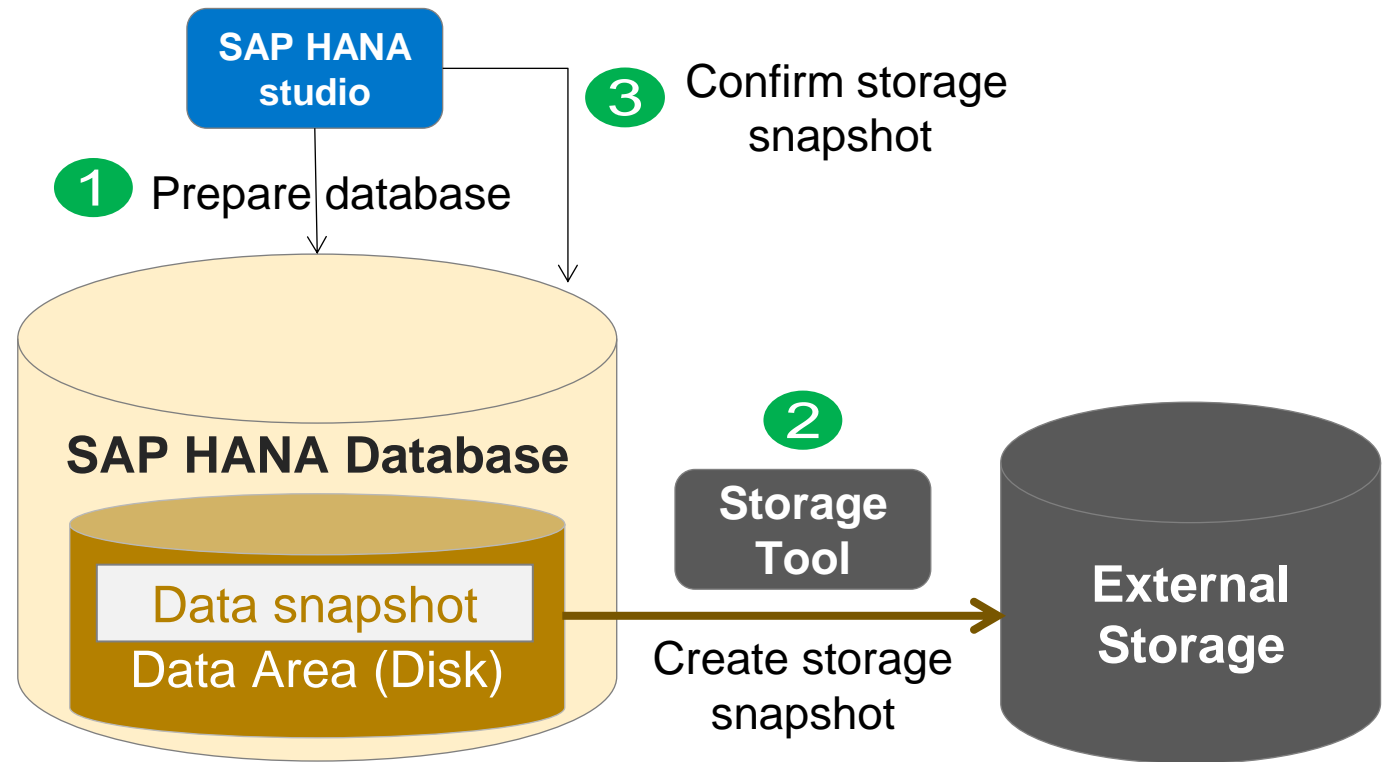 SAP HANA
studio
3
Confirm storage
snapshot
1
Prepare database
SAP HANA Database
2
Storage
Tool
Data snapshot
Data Area (Disk)
Create storage
snapshot
External
Storage